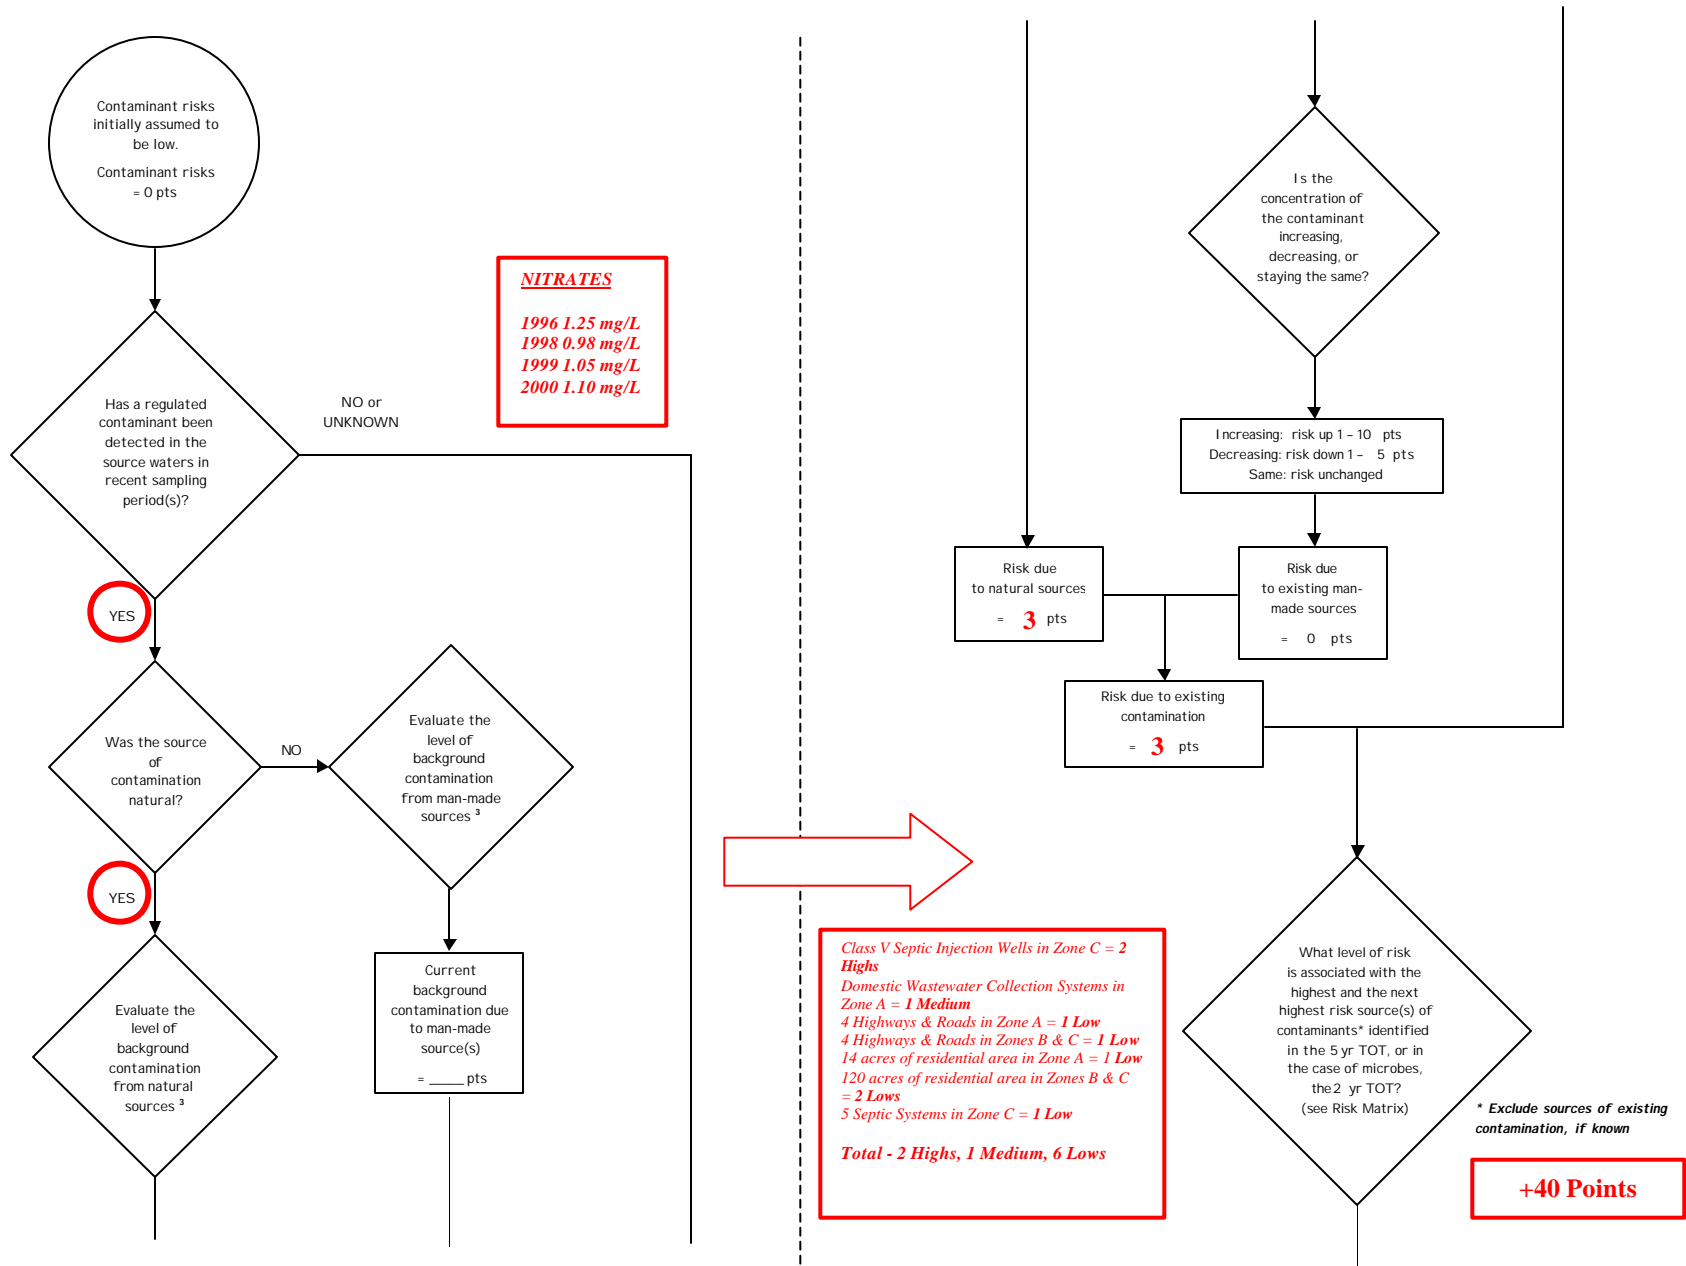 Contaminant risks
initially assumed to
be low.
Contaminant risks
= 0 pts
Has a regulated
contaminant been
detected in the
source waters in
recent sampling
period(s)?
NO or
UNKNOWN
NITRATES
1996 1.25 mg/L
1998 0.98 mg/L
1999 1.05 mg/L
2000 1.10 mg/L
YES
Was the source
of
contamination
natural?
NO
Evaluate the
level of
background
contamination
from man-made
sources 3
YES
Evaluate the
level of
background
contamination
from natural
sources 3
Current
background
contamination due
to man-made
source(s)
= _____ pts
Is the
concentration of
the contaminant
increasing,
decreasing, or
staying the same?
Increasing: risk up 1 – 10 pts
Decreasing: risk down 1 – 5 pts
Same: risk unchanged
Risk due
to natural sources
= 3 pts
Risk due
to existing man-
made sources
= 0 pts
Risk due to existing
contamination
= 3 pts
Class V Septic Injection Wells in Zone C = 2
Highs
Domestic Wastewater Collection Systems in
Zone A = 1 Medium
4 Highways & Roads in Zone A = 1 Low
4 Highways & Roads in Zones B & C = 1 Low
14 acres of residential area in Zone A = 1 Low
120 acres of residential area in Zones B & C
= 2 Lows
5 Septic Systems in Zone C = 1 Low
Total - 2 Highs, 1 Medium, 6 Lows
What level of risk
is associated with the
highest and the next
highest risk source(s) of
contaminants* identified
in the 5 yr TOT, or in
the case of microbes,
the 2 yr TOT?
(see Risk Matrix)
* Exclude sources of existing
contamination, if known
+40 Points